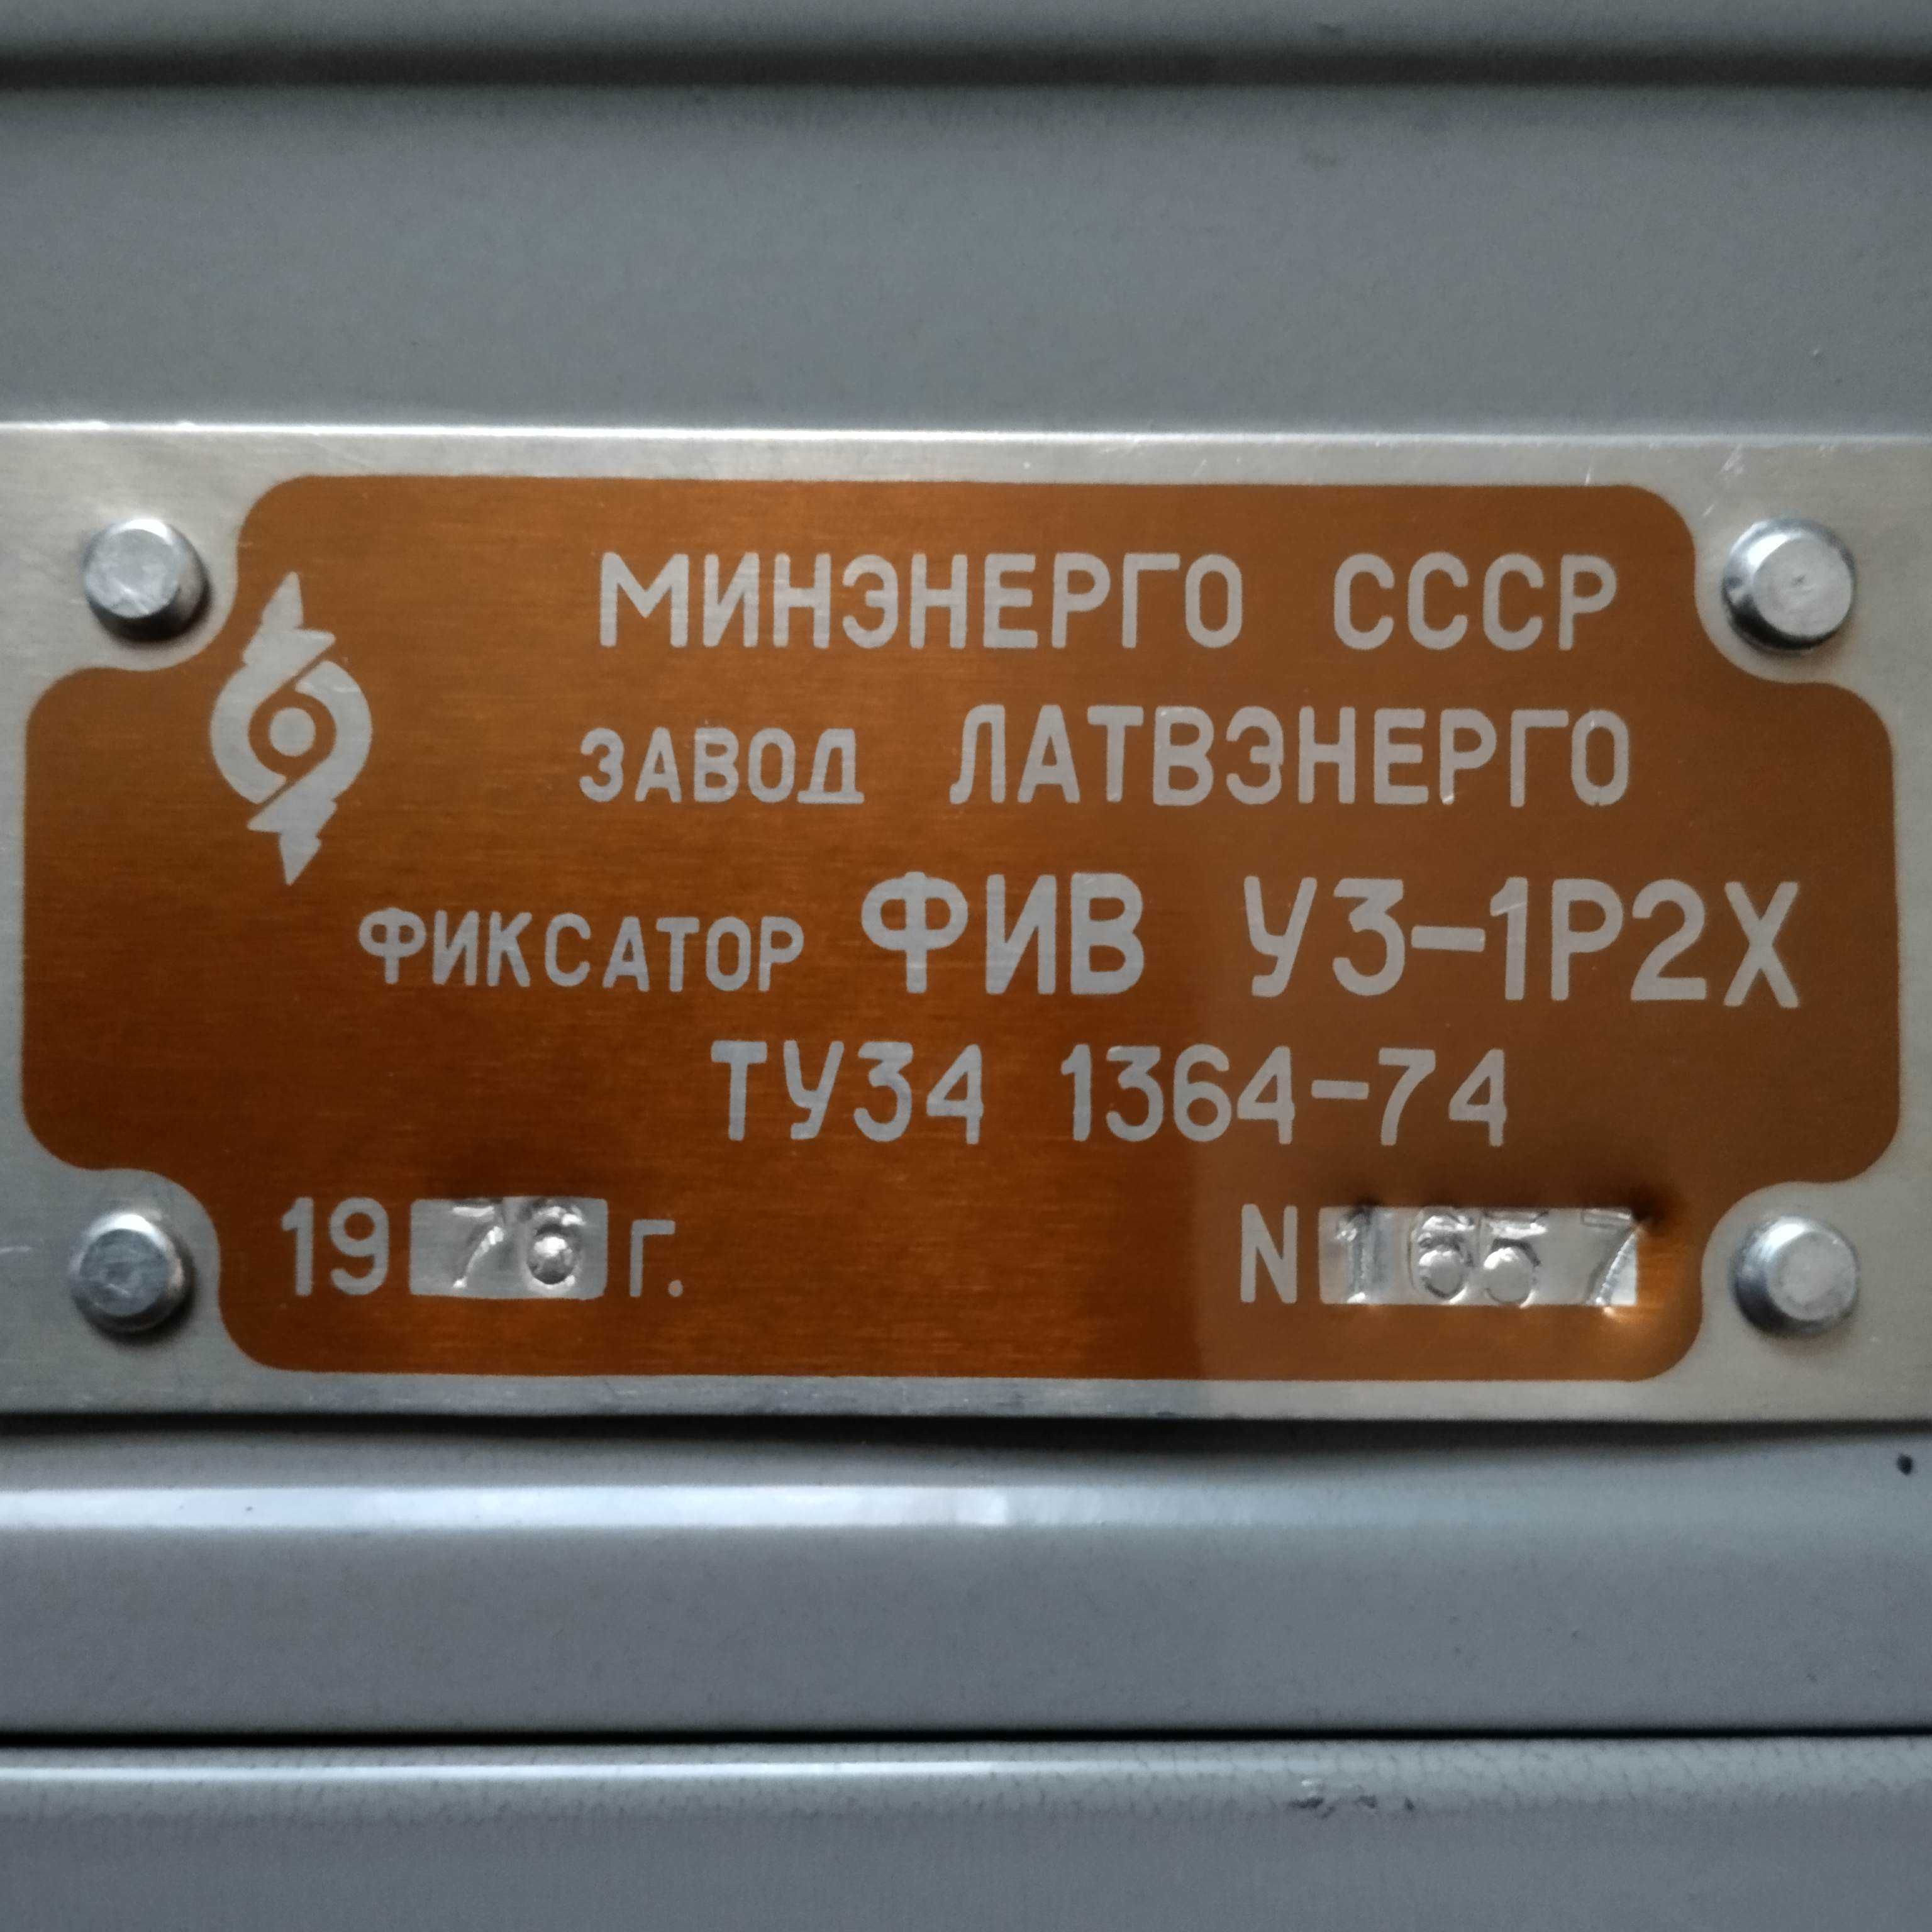 МИНЭНЕРГО СССР
ЗАВОД ЛАТВЭНЕРГО
ФИКСАТОР ФИВ У3-1Р2Х
ТУ34 1364-74
1976 г. N 1657